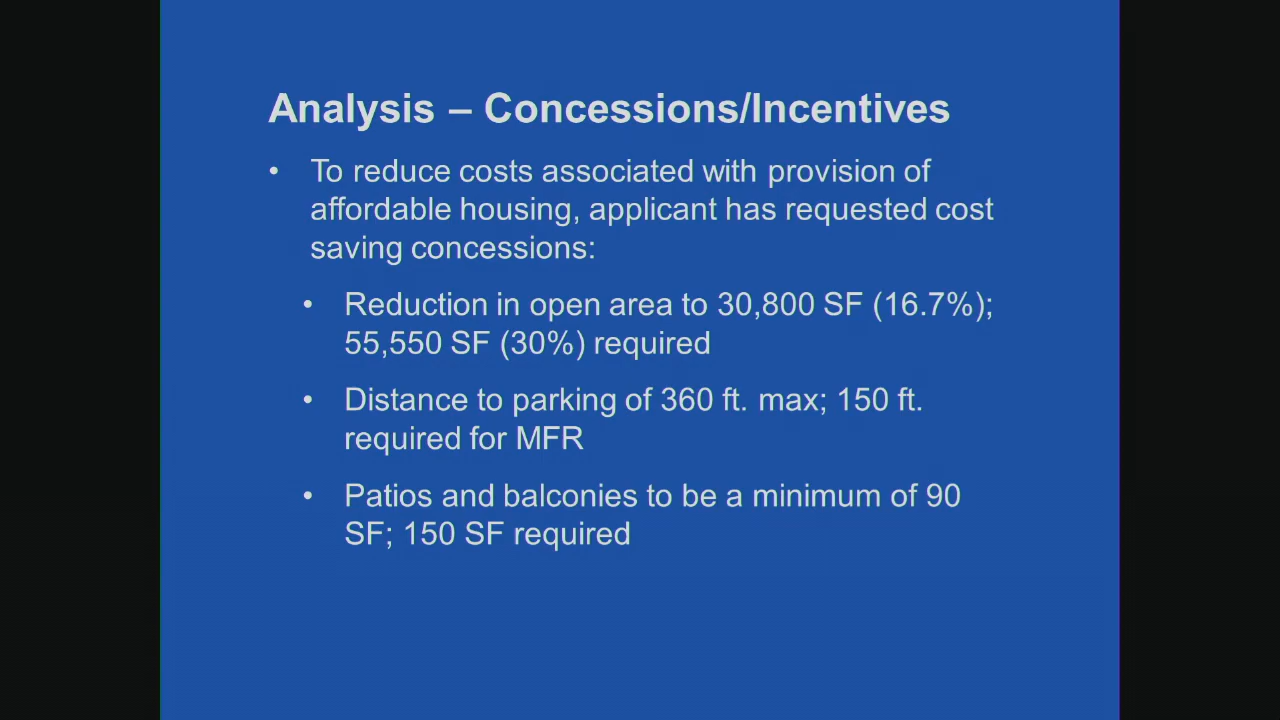 Analysis – Concessions/Incentives
• To reduce costs associated with provision of
affordable housing, applicant has requested cost
saving concessions:
• Reduction in open area to 30,800 SF (16.7%);
55,550 SF (30%) required
• Distance to parking of 360 ft. max; 150 ft.
required for MFR
• Patios and balconies to be a minimum of 90
SF; 150 SF required